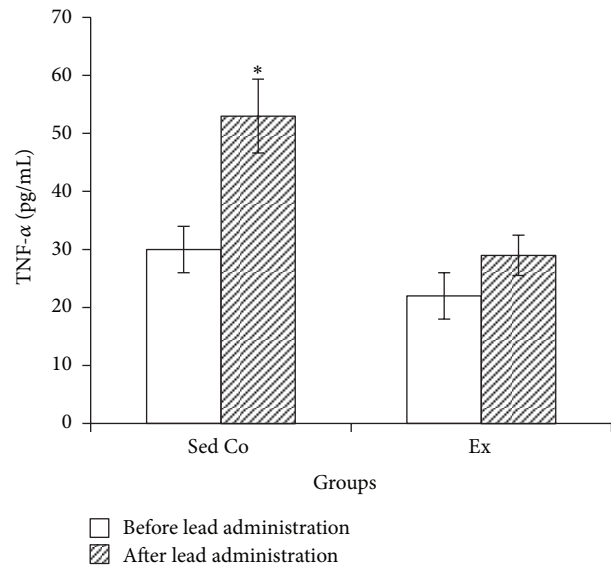 70
60
50
40
30
20
10
0
TNF-α (pg/mL)
*
Sed Co
Ex
Groups
Before lead administration
After lead administration